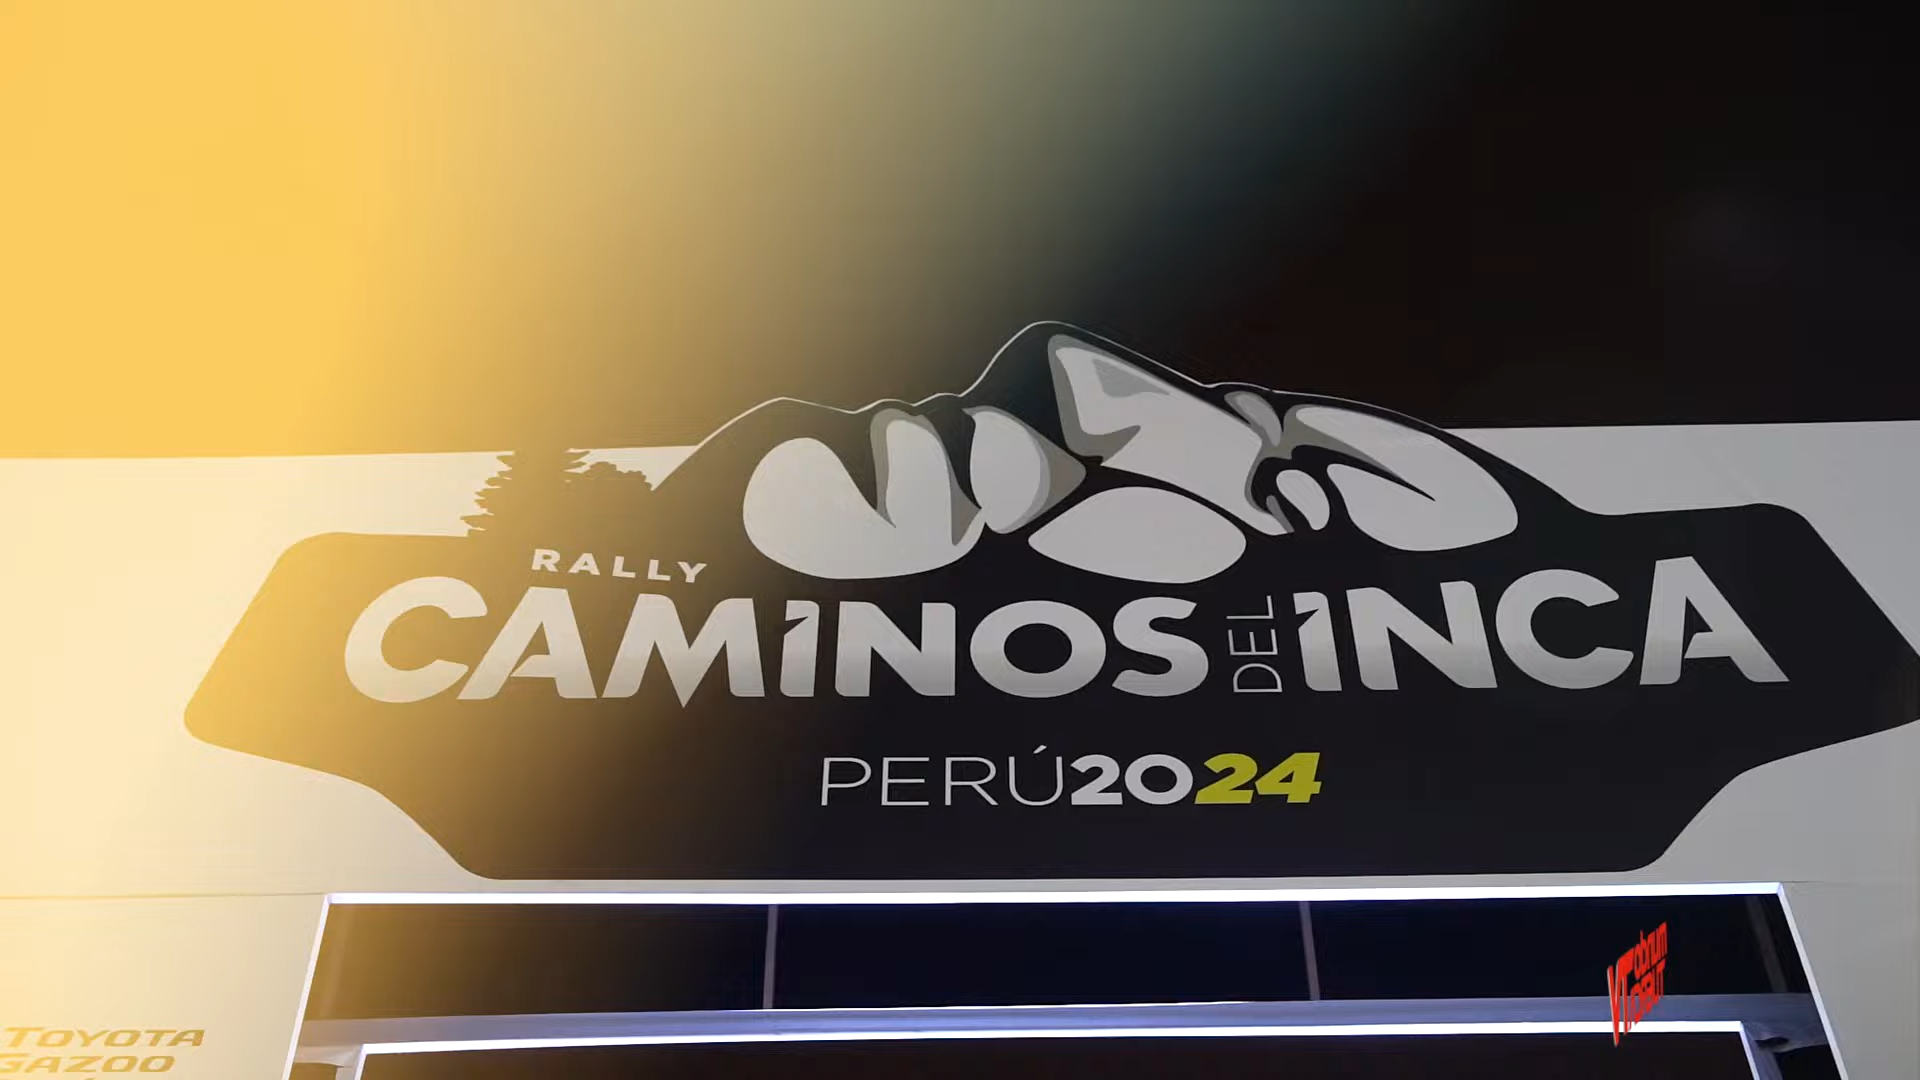 RALLY
CAMINOS DEL INCA
PERÚ2024
TOYOTA
GAZOO